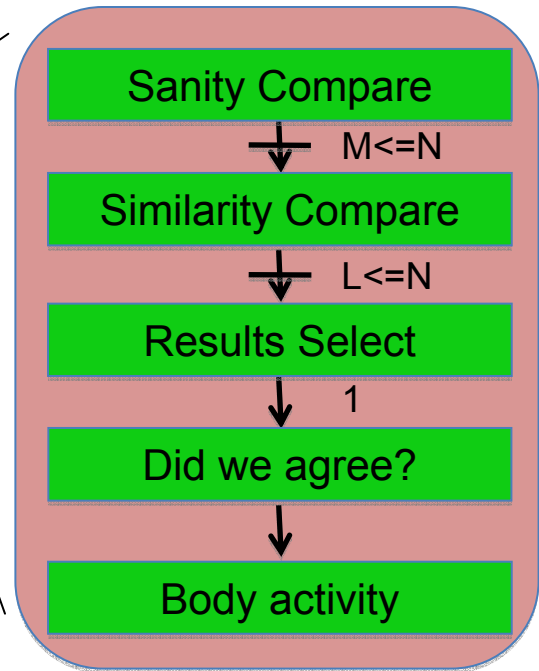 Sanity Compare
M<=N
Similarity Compare
L<=N
Results Select
1
Did we agree?
Body activity